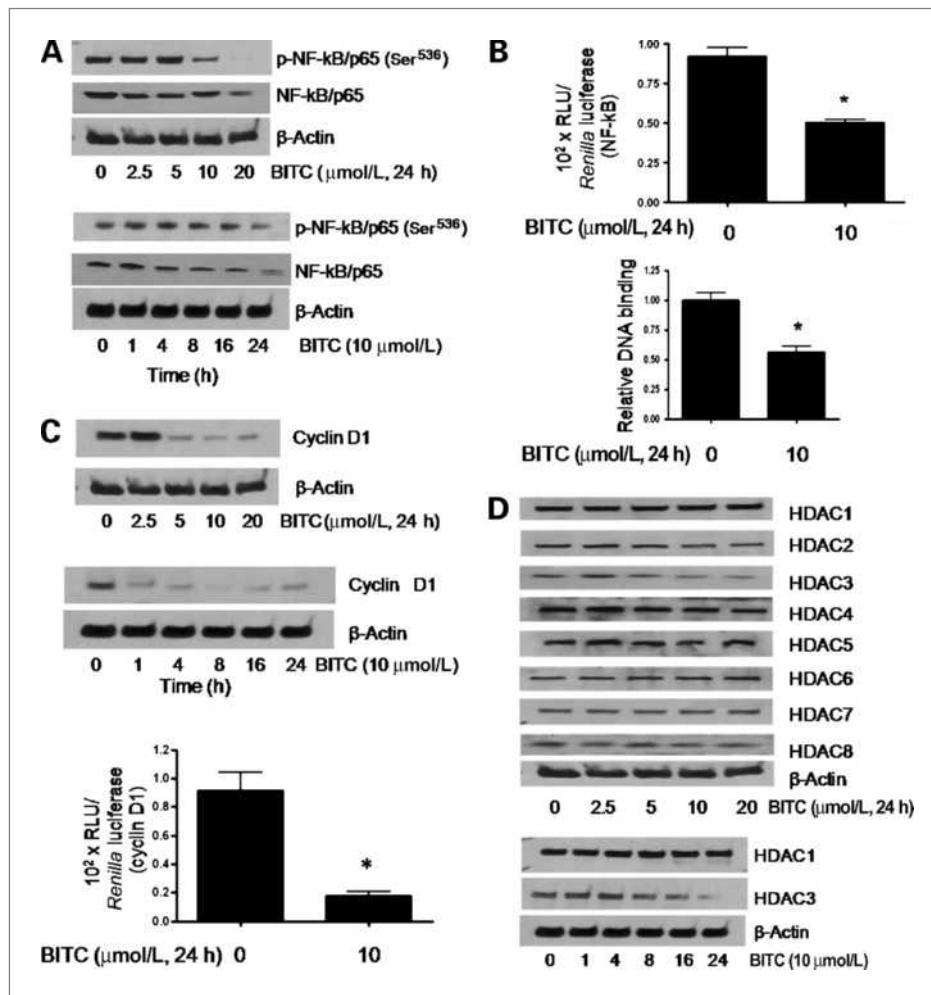 A
p-NF-kB/p65 (Ser536)
NF-kB/p65
β-Actin
0 2.5 5 10 20 BITC (μmol/L, 24 h)
p-NF-kB/p65 (Ser536)
NF-kB/p65
β-Actin
0 1 4 8 16 24 BITC (10 μmol/L)
Time (h)
B
10² x RLU/
Renilla luciferase
(NF-kB)
1.00
0.75
0.50
0.25
0.00
*
BITC (μmol/L, 24 h) 0 10
Relative DNA binding
1.25
1.00
0.75
0.50
0.25
0.00
*
BITC (μmol/L, 24 h) 0 10
C
Cyclin D1
β-Actin
0 2.5 5 10 20 BITC(μmol/L, 24 h)
Cyclin D1
β-Actin
0 1 4 8 16 24 BITC (10 μmol/L)
Time (h)
10² x RLU/
Renilla luciferase
(cyclin D1)
1.2
1.0
0.8
0.6
0.4
0.2
0.0
*
BITC (μmol/L, 24 h) 0 10
D
HDAC1
HDAC2
HDAC3
HDAC4
HDAC5
HDAC6
HDAC7
HDAC8
β-Actin
0 2.5 5 10 20 BITC (μmol/L, 24 h)
HDAC1
HDAC3
β-Actin
0 1 4 8 16 24 BITC (10 μmol/L)